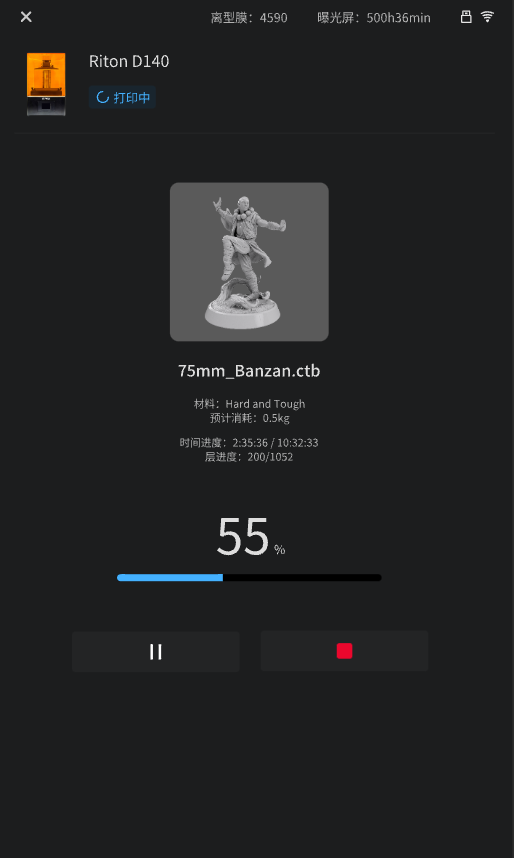 离型膜：4590 曝光屏：500h36min
Riton D140
打印中
75mm_Banzan.ctb
材料：Hard and Tough
预计消耗：0.5kg
时间进度：2:35:36 / 10:32:33
层进度：200/1052
55 %